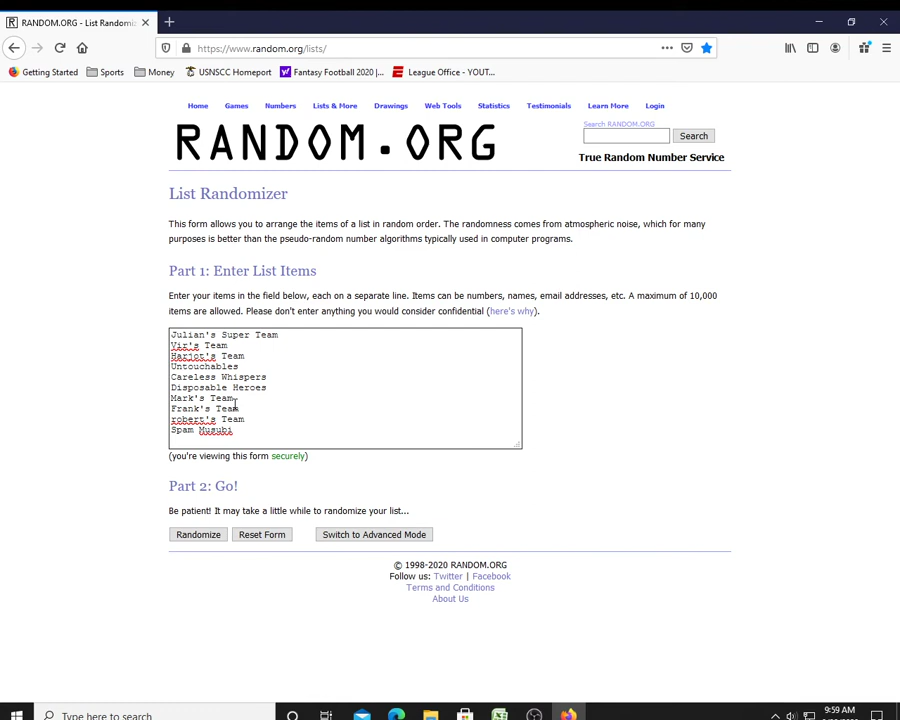 RANDOM.ORG - List Randomiz
https://www.random.org/lists/
Getting Started Sports Money USNSCC Homeport Fantasy Football 2020 |... League Office - YOUT...
Home Games Numbers Lists & More Drawings Web Tools Statistics Testimonials Learn More Login
RANDOM.ORG
Search RANDOM.ORG
Search
True Random Number Service
List Randomizer
This form allows you to arrange the items of a list in random order. The randomness comes from atmospheric noise, which for many
purposes is better than the pseudo-random number algorithms typically used in computer programs.
Part 1: Enter List Items
Enter your items in the field below, each on a separate line. Items can be numbers, names, email addresses, etc. A maximum of 10,000
items are allowed. Please don't enter anything you would consider confidential (here's why).
Julian's Super Team
Vir's Team
Harjot's Team
Untouchables
Careless Whispers
Disposable Heroes
Mark's Team
Frank's Team
robert's Team
Spam Musubi
(you're viewing this form securely)
Part 2: Go!
Be patient! It may take a little while to randomize your list...
Randomize Reset Form Switch to Advanced Mode
© 1998-2020 RANDOM.ORG
Follow us: Twitter | Facebook
Terms and Conditions
About Us
Type here to search
9:59 AM